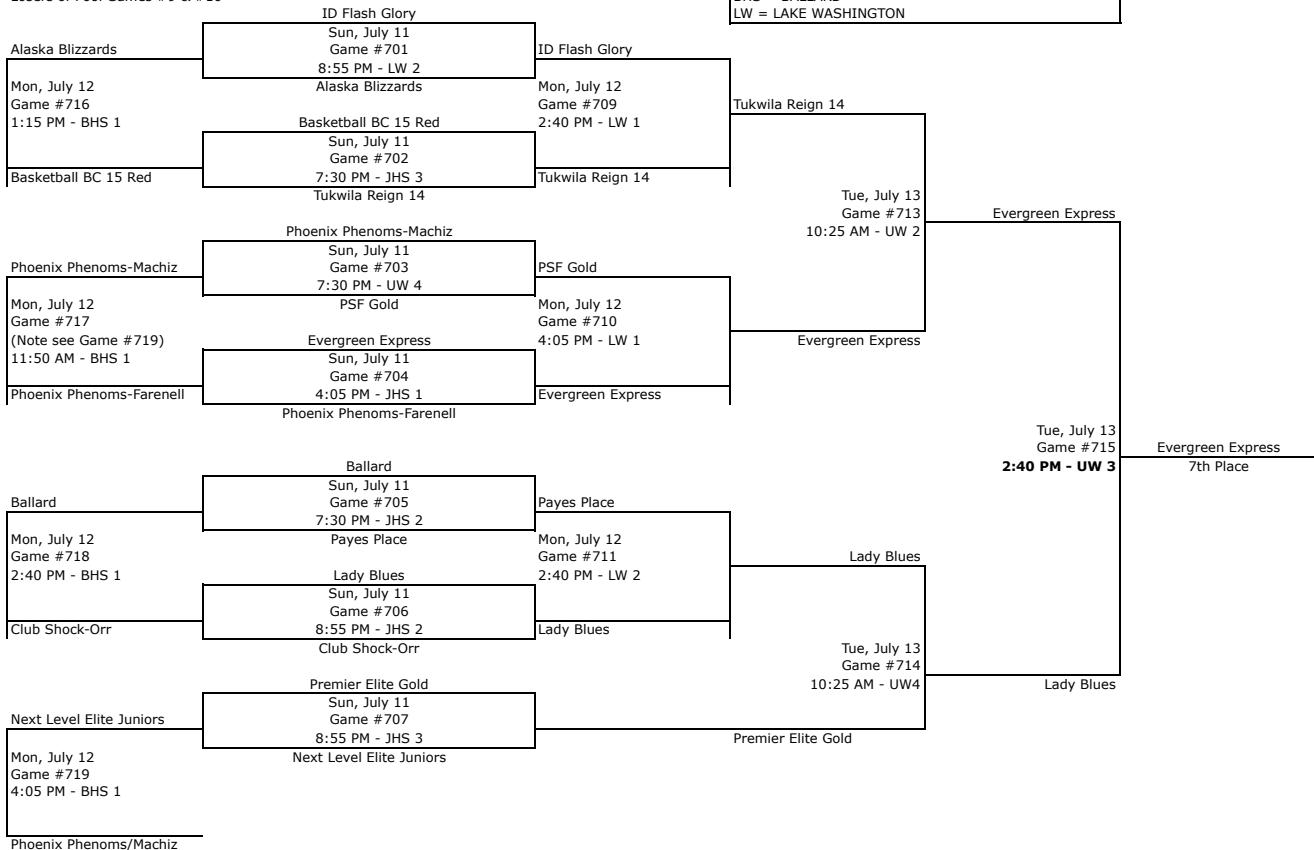 LW = LAKE WASHINGTON
ID Flash Glory
Sun, July 11
Game #701
8:55 PM - LW 2
Alaska Blizzards
Alaska Blizzards
Mon, July 12
Game #716
1:15 PM - BHS 1
Basketball BC 15 Red
Basketball BC 15 Red
Sun, July 11
Game #702
7:30 PM - JHS 3
Tukwila Reign 14
ID Flash Glory
Mon, July 12
Game #709
2:40 PM - LW 1
Tukwila Reign 14
Tukwila Reign 14
Tue, July 13
Game #713
10:25 AM - UW 2
Evergreen Express
Phoenix Phenoms-Machiz
Sun, July 11
Game #703
7:30 PM - UW 4
PSF Gold
Phoenix Phenoms-Machiz
Mon, July 12
Game #717
(Note see Game #719)
11:50 AM - BHS 1
Phoenix Phenoms-Farenell
Evergreen Express
Sun, July 11
Game #704
4:05 PM - JHS 1
Phoenix Phenoms-Farenell
PSF Gold
Mon, July 12
Game #710
4:05 PM - LW 1
Evergreen Express
Evergreen Express
Tue, July 13
Game #715
2:40 PM - UW 3
Evergreen Express
7th Place
Ballard
Sun, July 11
Game #705
7:30 PM - JHS 2
Payes Place
Ballard
Mon, July 12
Game #718
2:40 PM - BHS 1
Club Shock-Orr
Lady Blues
Sun, July 11
Game #706
8:55 PM - JHS 2
Club Shock-Orr
Payes Place
Mon, July 12
Game #711
2:40 PM - LW 2
Lady Blues
Lady Blues
Tue, July 13
Game #714
10:25 AM - UW4
Lady Blues
Premier Elite Gold
Sun, July 11
Game #707
8:55 PM - JHS 3
Next Level Elite Juniors
Premier Elite Gold
Next Level Elite Juniors
Mon, July 12
Game #719
4:05 PM - BHS 1
Phoenix Phenoms/Machiz